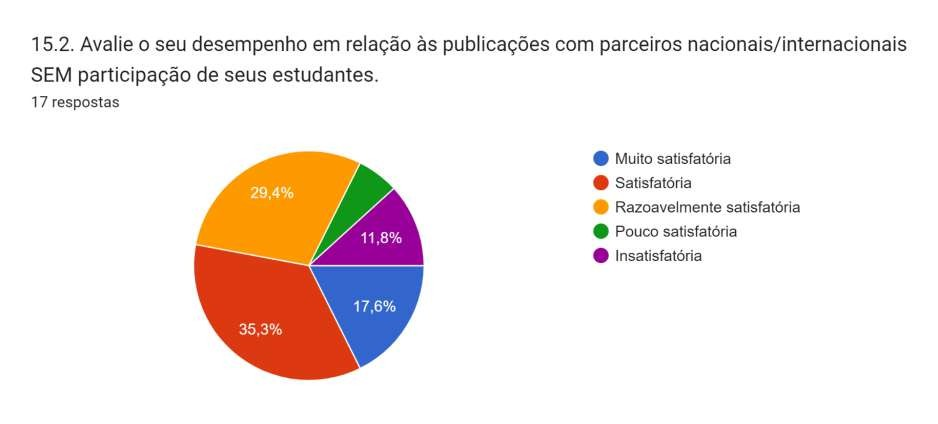 15.2. Avalie o seu desempenho em relação às publicações com parceiros nacionais/internacionais
SEM participação de seus estudantes.
17 respostas
29,4%
11,8%
17,6%
35,3%
Muito satisfatória
Satisfatória
Razoavelmente satisfatória
Pouco satisfatória
Insatisfatória